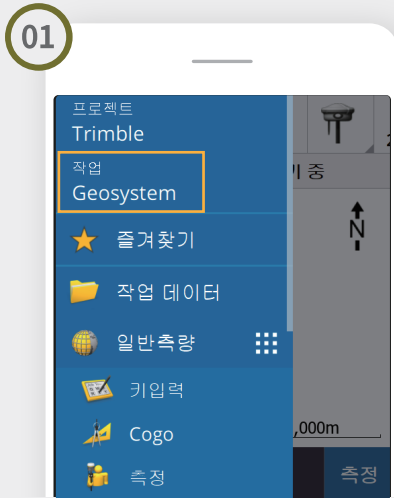 01
프로젝트
Trimble
작업
Geosystem
즐겨찾기
작업 데이터
일반측량
키입력
Cogo
측정
중
N
,000m
측정